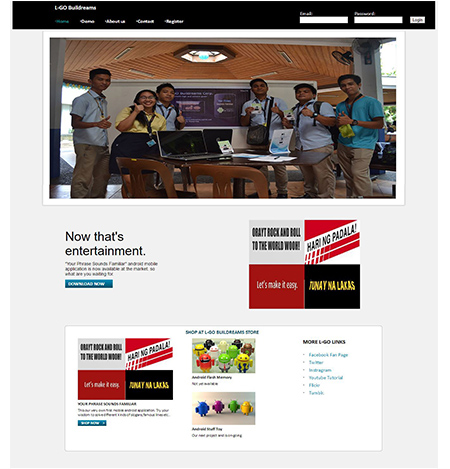 L-GO Buildreams
Email:
Password:
Login
Home
Demo
About us
Contact
Register
Now that's
entertainment.
"Your Phrase Sounds Familiar" android mobile
application is now available at the market. so
what are you waiting for
DOWNLOAD NOW
ORAYT ROCK AND ROLL
TO THE WORLD WOOH!
HARI NG PADALA!
Let's make it easy.
TUNAY NA LAKAS
SHOP AT L-GO BUILDREAMS STORE
ORAYT ROCK AND ROLL
TO THE WORLD WOOH!
HARI NG PADALA!
Let's make it easy.
TUNAY NA LAKAS
YOUR PHRASE SOUNDS FAMILIAR
This our very own first mobile android application. Try your
wisdom to answer different kinds of slogans, famous lines etc..
SHOP NOW
Android Flash Memory
Not yet available
Android Stuff Toy
Our next project and is on-going.
MORE L-GO LINKS
Facebook Fan Page
Twitter
Instagram
Youtube Tutorial
Flickr
Tumblr